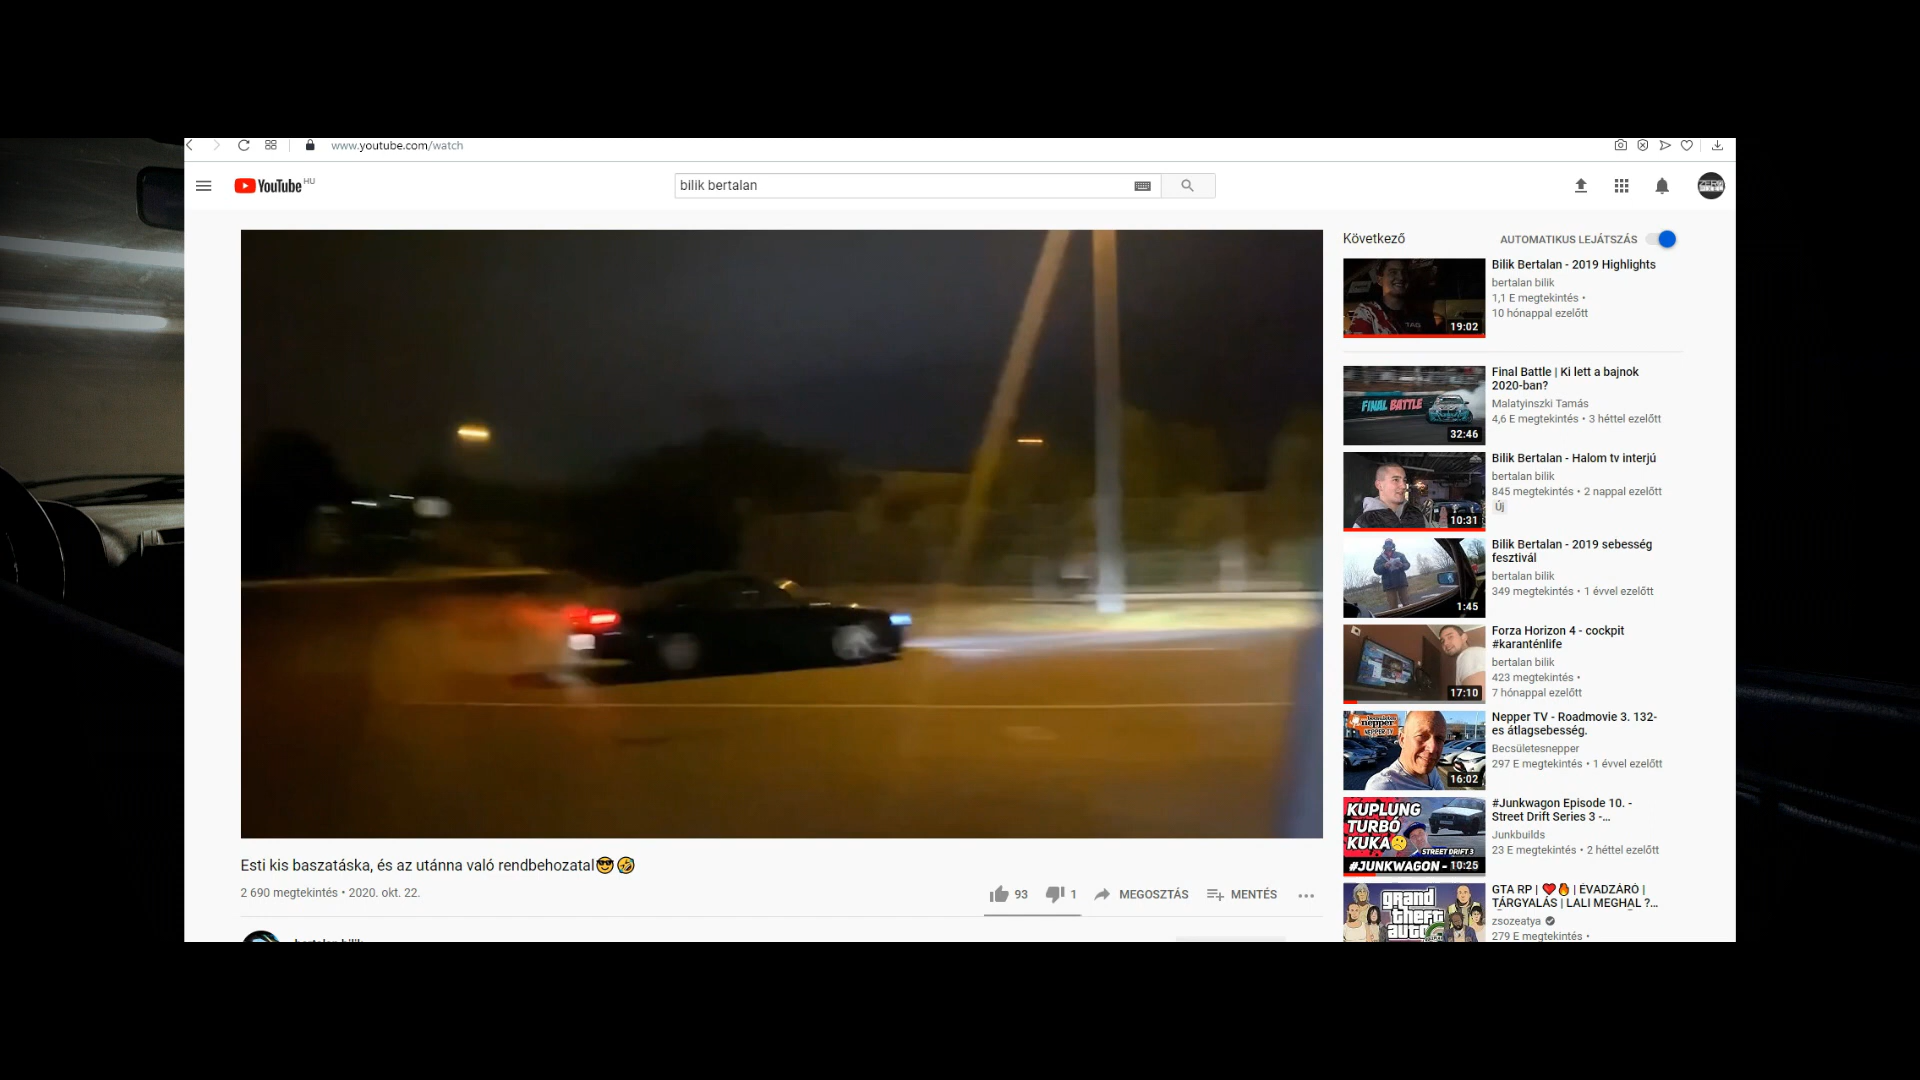 www.youtube.com/watch
YouTube HU
bilik bertalan
Következő
AUTOMATIKUS LEJÁTSZÁS
Bilik Bertalan - 2019 Highlights
bertalan bilik
1,1 E megtekintés •
10 hónappal ezelőtt
19:02
Final Battle | Ki lett a bajnok
2020-ban?
Malatyinszki Tamás
4,6 E megtekintés • 3 héttel ezelőtt
FINAL BATTLE
32:46
Bilik Bertalan - Halom tv interjú
bertalan bilik
845 megtekintés • 2 nappal ezelőtt
Új
10:31
Bilik Bertalan - 2019 sebesség
fesztivál
bertalan bilik
349 megtekintés • 1 évvel ezelőtt
1:45
Forza Horizon 4 - cockpit
#karanténlife
bertalan bilik
423 megtekintés •
7 hónappal ezelőtt
17:10
Nepper TV - Roadmovie 3. 132-
es átlagsebesség.
Becsületesnepper
297 E megtekintés • 1 évvel ezelőtt
nepper
NEPPER TV
16:02
#Junkwagon Episode 10. -
Street Drift Series 3 -...
Junkbuilds
23 E megtekintés • 2 héttel ezelőtt
KUPLUNG
TURBÓ
KUKA
STREET DRIFT 3
#JUNKWAGON - 10:25
GTA RP | ❤️🔥 | ÉVADZÁRÓ |
TÁRGYALÁS | LALI MEGHAL ?...
zsozeatya
279 E megtekintés •
grand
theft
auto
Esti kis baszatáska, és az utánna való rendbehozatal😎🤣
2 690 megtekintés • 2020. okt. 22.
93
1
MEGOSZTÁS
MENTÉS